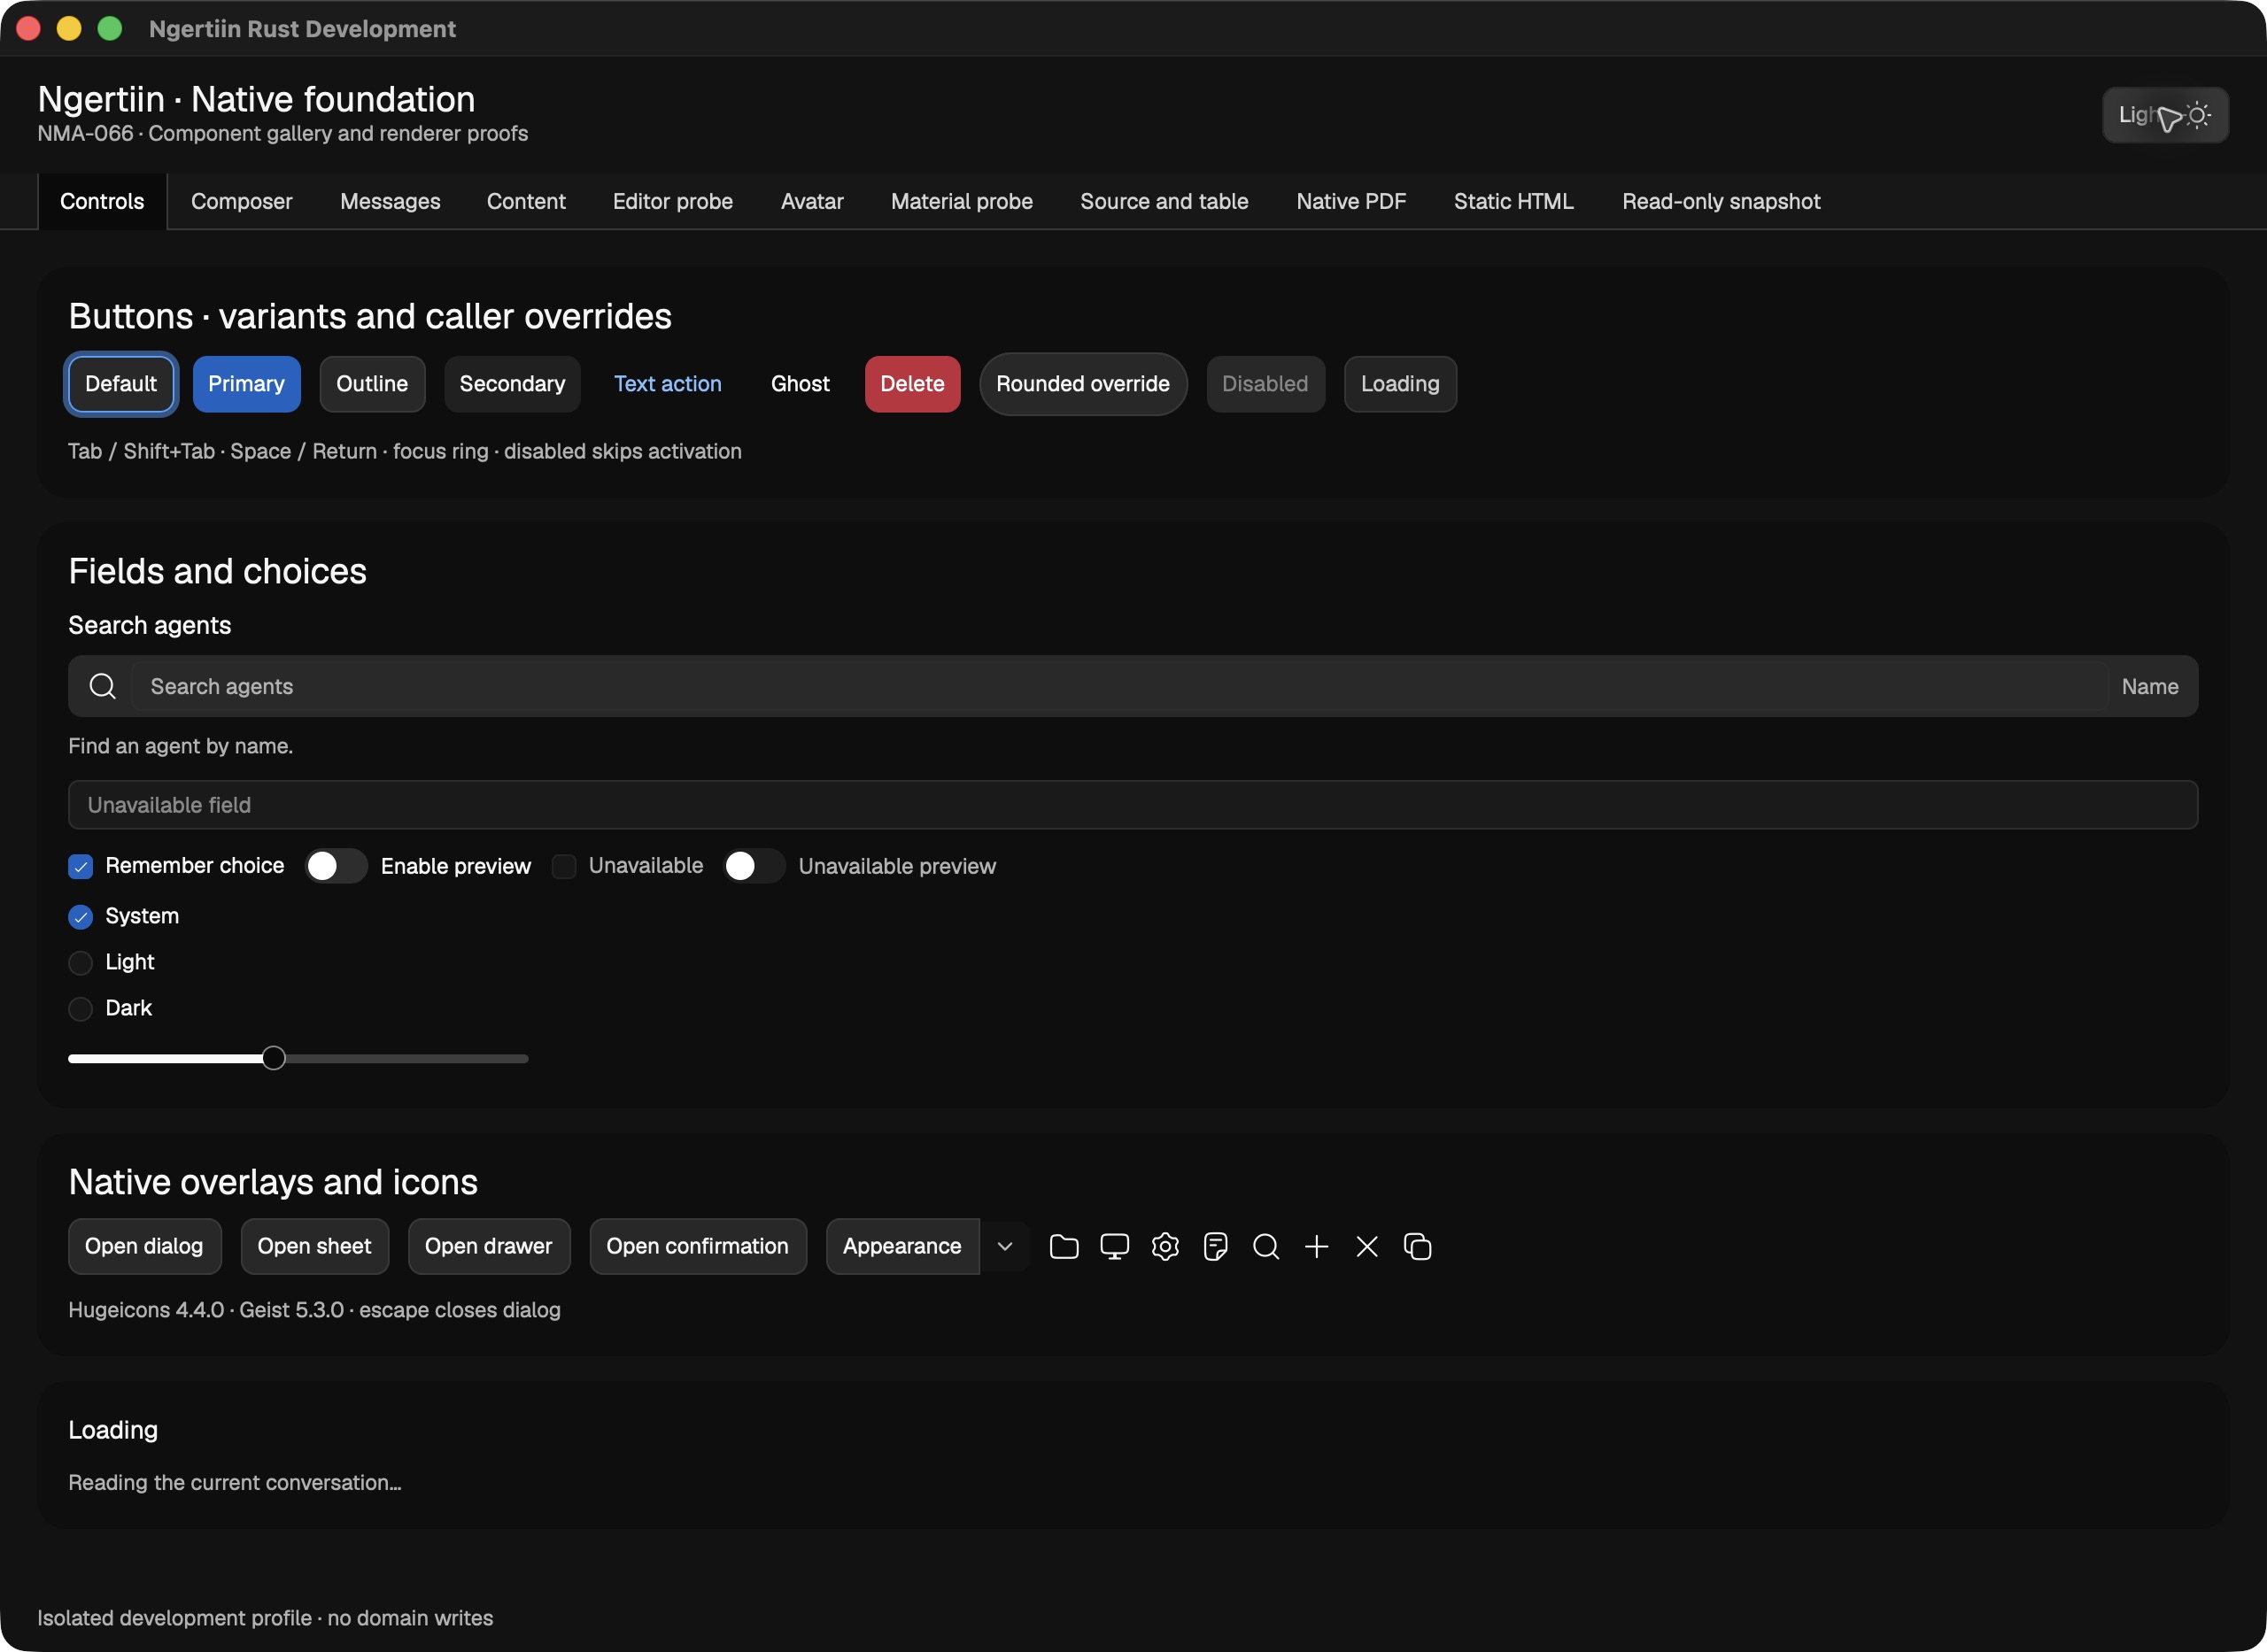 Ngertiin Rust Development
Ngertiin · Native foundation
NMA-066 · Component gallery and renderer proofs
Controls Composer Messages Content Editor probe Avatar Material probe Source and table Native PDF Static HTML Read-only snapshot
Buttons · variants and caller overrides
Default Primary Outline Secondary Text action Ghost Delete Rounded override Disabled Loading
Tab / Shift+Tab · Space / Return · focus ring · disabled skips activation
Fields and choices
Search agents
Search agents Name
Find an agent by name.
Unavailable field
Remember choice Enable preview Unavailable Unavailable preview
System
Light
Dark
Native overlays and icons
Open dialog Open sheet Open drawer Open confirmation Appearance
Hugeicons 4.4.0 · Geist 5.3.0 · escape closes dialog
Loading
Reading the current conversation…
Isolated development profile · no domain writes